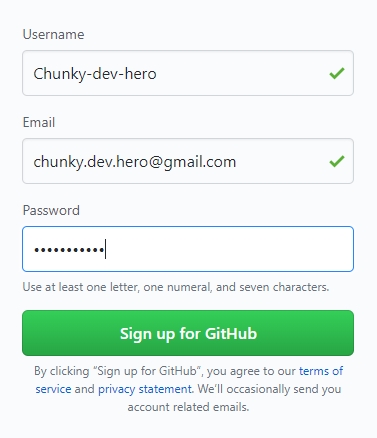 Username
Chunky-dev-hero
Email
chunky.dev.hero@gmail.com
Password
•••••••••••
Use at least one letter, one numeral, and seven characters.
Sign up for GitHub
By clicking “Sign up for GitHub”, you agree to our terms of
service and privacy statement. We’ll occasionally send you
account related emails.